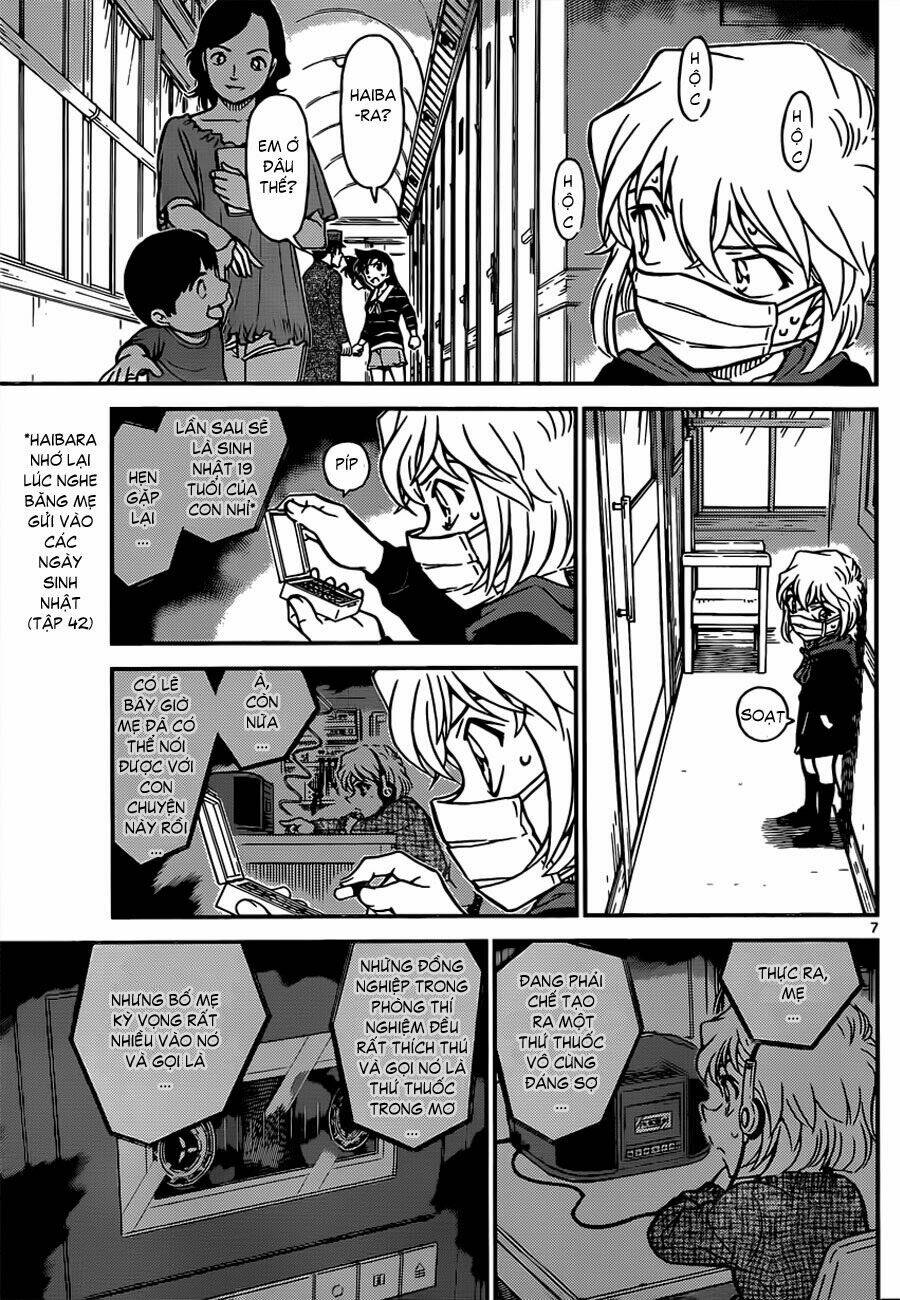 HỘC
HỘC
HỘC
HAIBA
-RA?
EM Ở
ĐÂU
THẾ?
SOẠT
PÍP
LẦN SAU SẼ
LÀ SINH
NHẬT 19
TUỔI CỦA
CON NHỈ*
HẸN
GẶP
LẠI
...
*HAIBARA
NHỚ LẠI
LÚC NGHE
BĂNG MẸ
GỬI VÀO
CÁC
NGÀY
SINH
NHẬT
(TẬP 42)
À,
CÒN
NỮA
...
CÓ LẼ
BÂY GIỜ
MẸ ĐÃ CÓ
THỂ NÓI
ĐƯỢC VỚI
CON
CHUYỆN
NÀY RỒI
...
7
THỰC RA,
MẸ
...
ĐANG PHẢI
CHẾ TẠO
RA MỘT
THỨ THUỐC
VÔ CÙNG
ĐÁNG SỢ
...
NHỮNG ĐỒNG
NGHIỆP TRONG
PHÒNG THÍ
NGHIỆM ĐỀU
RẤT THÍCH THÚ
VÀ GỌI NÓ LÀ
THỨ THUỐC
TRONG MƠ
NHƯNG BỐ MẸ
KỲ VỌNG RẤT
NHIỀU VÀO NÓ
VÀ GỌI LÀ
...